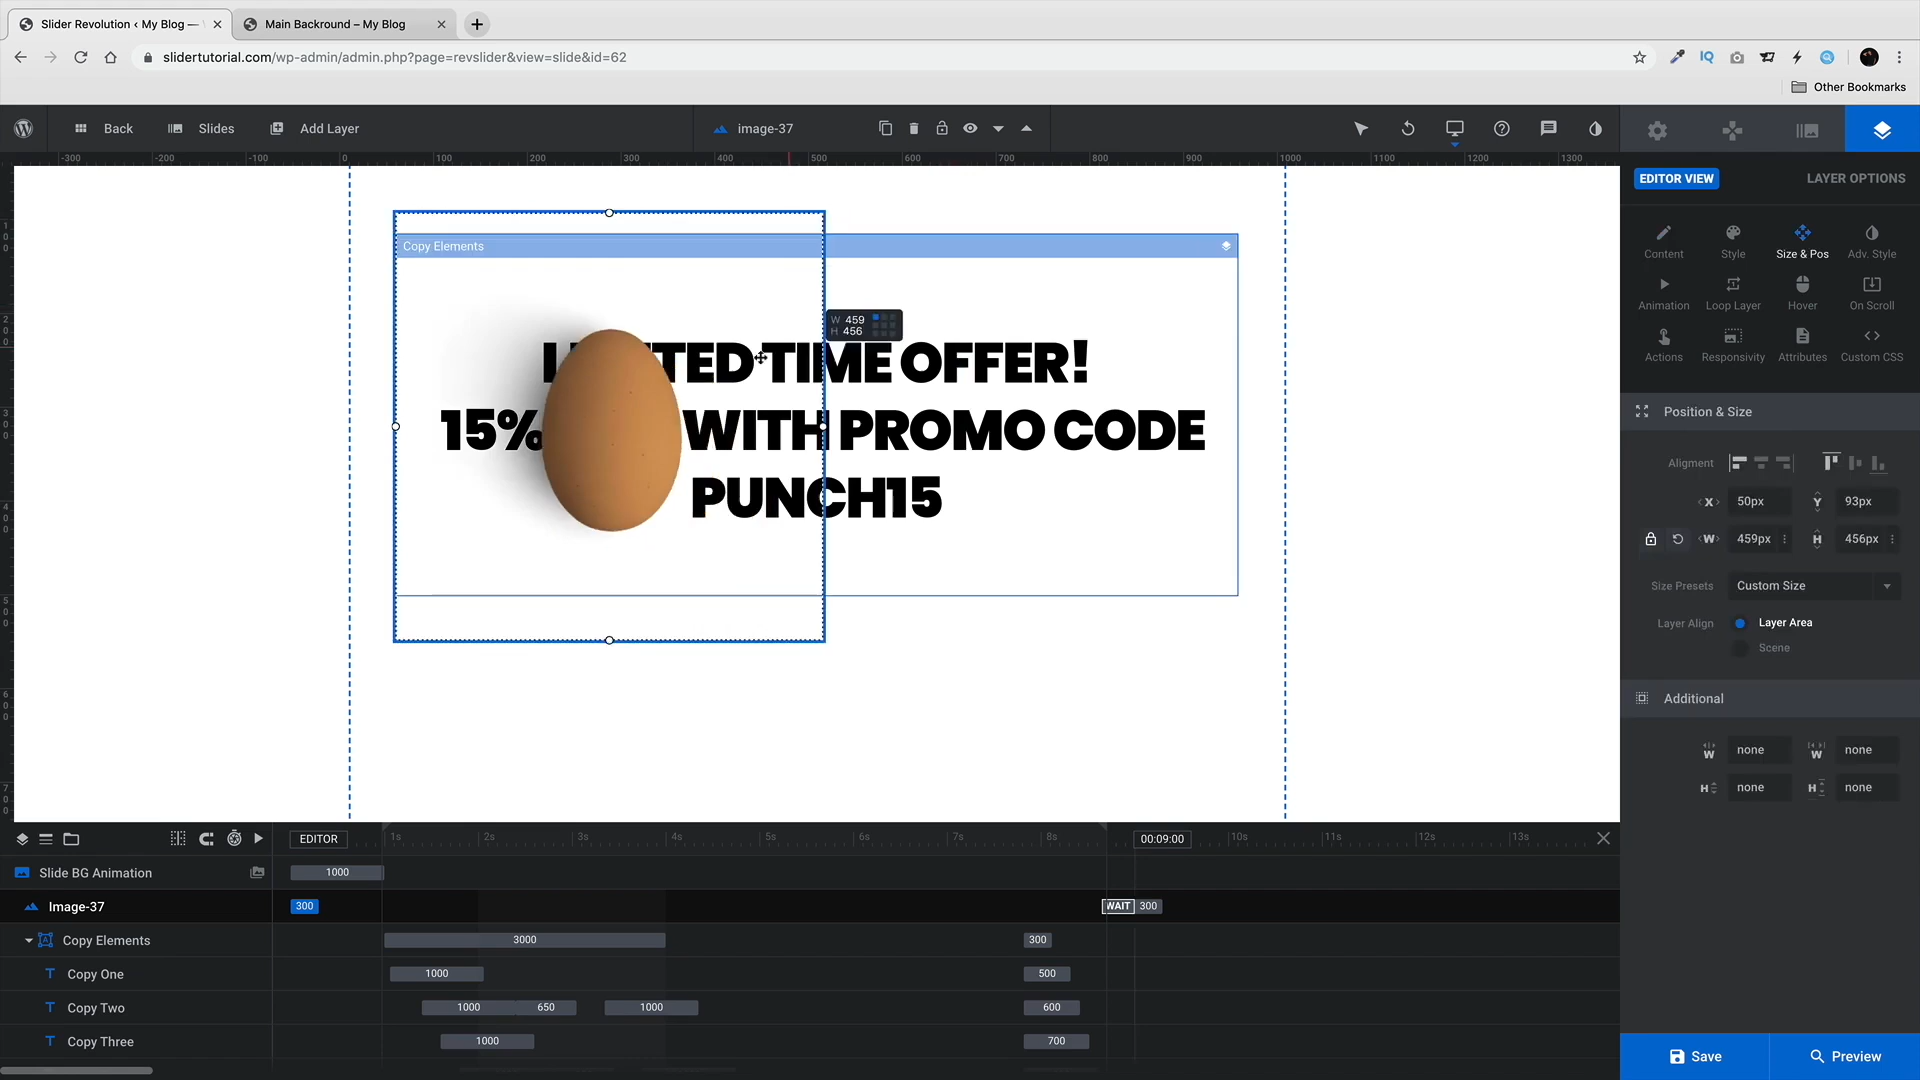 Slider Revolution ‹ My Blog —
Main Backround – My Blog
slidertutorial.com/wp-admin/admin.php?page=revslider&view=slide&id=62
IQ
Other Bookmarks
Back
Slides
Add Layer
image-37
-300 -200 -100 0 100 200 300 400 500 600 700 800 900 1000 1100 1200 1300
EDITOR VIEW
LAYER OPTIONS
Content
Style
Size & Pos
Adv. Style
Animation
Loop Layer
Hover
On Scroll
Actions
Responsivity
Attributes
Custom CSS
Copy Elements
W 459
H 456
TED TIME OFFER!
15% WITH PROMO CODE
PUNCH15
Position & Size
Aligment
X 50px Y 93px
W 459px H 456px
Size Presets Custom Size
Layer Align Layer Area
Scene
Additional
W none W none
H none H none
EDITOR
1s 2s 3s 4s 5s 6s 7s 8s 00:09:00 10s 11s 12s 13s
Slide BG Animation 1000
Image-37 300 WAIT 300
Copy Elements 3000 300
Copy One 1000 500
Copy Two 1000 650 1000 600
Copy Three 1000 700
Save
Preview